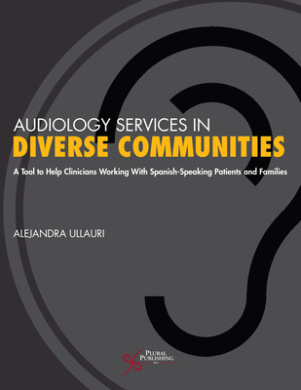 AUDIOLOGY SERVICES IN
DIVERSE COMMUNITIES
A Tool to Help Clinicians Working With Spanish-Speaking Patients and Families
ALEJANDRA ULLAURI
PLURAL
PUBLISHING
INC.